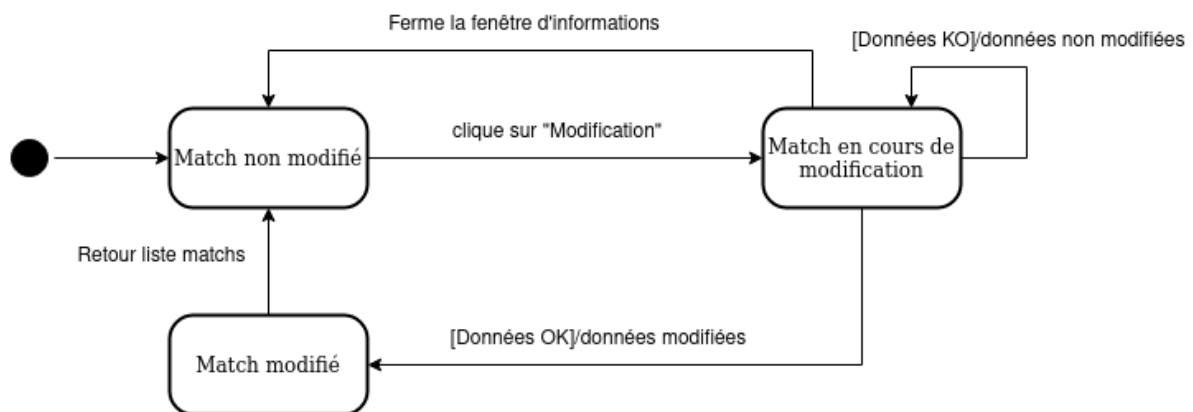 Ferme la fenêtre d'informations
[Données KO]/données non modifiées
Match non modifié
clique sur "Modification"
Match en cours de
modification
Retour liste matchs
[Données OK]/données modifiées
Match modifié